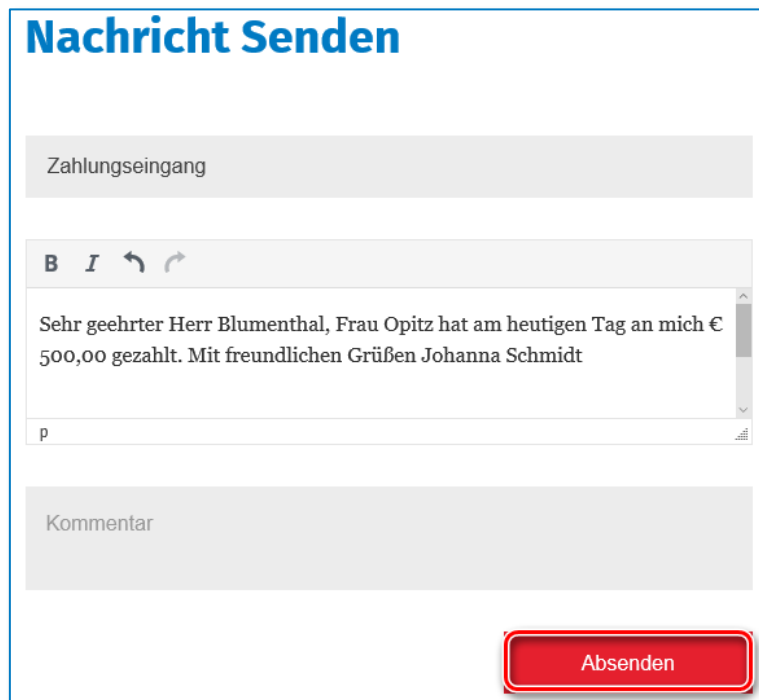 Nachricht Senden
Zahlungseingang
B I
Sehr geehrter Herr Blumenthal, Frau Opitz hat am heutigen Tag an mich €
500,00 gezahlt. Mit freundlichen Grüßen Johanna Schmidt
p
Kommentar
Absenden